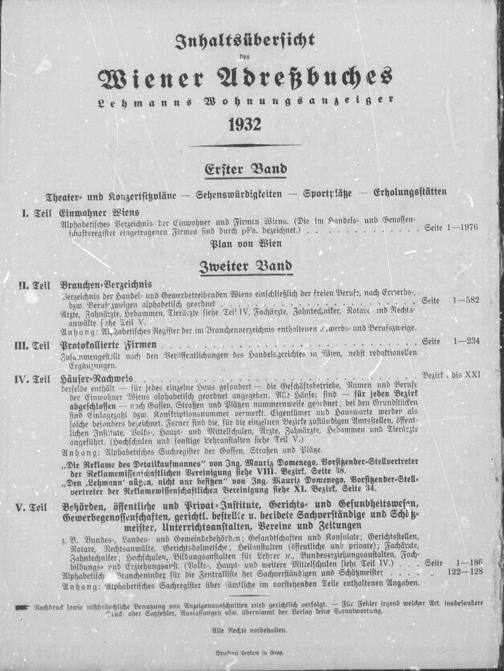 Inhaltsübersicht
des
Wiener Adreßbuches
Lehmanns Wohnungsanzeiger
1932
Erster Band
Theater- und Konzertsitzpläne — Sehenswürdigkeiten — Sportplätze — Erholungsstätten
I. Teil Einwohner Wiens
Alphabetisches Verzeichnis der Einwohner und Firmen Wiens. (Die im Handels- und Genossen-
schaftsregister eingetragenen Firmen sind durch ppa. bezeichnet.) . . . . . . . . . . Seite 1—1976
Plan von Wien
Zweiter Band
II. Teil Branchen-Verzeichnis
Verzeichnis der Handel- und Gewerbetreibenden Wiens einschließlich der freien Berufe, nach Erwerbs-
bzw. Berufszweigen alphabetisch geordnet . . . . . . . . . . Seite 1—582
Ärzte, Zahnärzte, Hebammen, Tierärzte siehe Teil IV, Fachärzte, Zahntechniker, Notare und Rechts-
anwälte siehe Teil V.
Anhang: Alphabetisches Register der im Branchenverzeichnis enthaltenen Erwerbs- und Berufszweige.
III. Teil Protokollierte Firmen . . . . . . . . . . Seite 1—234
Zusammengestellt nach den Veröffentlichungen des Handelsgerichtes in Wien, nebst redaktionellen
Ergänzungen.
IV. Teil Häuser-Nachweis . . . . . . . . . . Bezirk I bis XXI
derselbe enthält — für jedes einzelne Haus gesondert — die Geschäftsbetriebe, Namen und Berufe
der Einwohner Wiens alphabetisch geordnet angegeben. Alle Häuser sind — für jeden Bezirk
abgeschlossen — nach Gassen, Straßen und Plätzen nummernweise geordnet, bei den Grundstücken
sind Einlagezahl bzw. Konskriptionsnummer vermerkt. Eigentümer und Hauswarte werden als
solche besonders bezeichnet. Ferner sind die, für die einzelnen Bezirke zuständigen Amtsstellen, öffent-
lichen Institute, Volks-, Haupt- und Mittelschulen, Ärzte, Zahnärzte, Hebammen und Tierärzte
angeführt. (Hochschulen und sonstige Lehranstalten siehe Teil V.)
Anhang: Alphabetisches Suchregister der Gassen, Straßen und Plätze.
„Die Reklame des Detailkaufmannes" von Ing. Mauriz Domenego, Vorsitzender-Stellvertreter
der Reklamewissenschaftlichen Vereinigung siehe VIII. Bezirk, Seite 38.
„Den ‚Lehmann' nützen, nicht nur besitzen" von Ing. Mauriz Domenego, Vorsitzender-Stell-
vertreter der Reklamewissenschaftlichen Vereinigung siehe XI. Bezirk, Seite 34.
V. Teil Behörden, öffentliche und Privat-Institute, Gerichts- und Gesundheitswesen,
Gewerbegenossenschaften, gerichtl. bestellte u. beeidete Sachverständige und Schätz-
meister, Unterrichtsanstalten, Vereine und Zeitungen
z. B. Bundes-, Landes- und Gemeindebehörden; Gesandtschaften und Konsulate; Gerichtsstellen,
Notare, Rechtsanwälte, Gerichtsdolmetsche; Heilanstalten (öffentliche und private); Fachärzte,
Zahntechniker; Hochschulen, Bildungsanstalten für Lehrer etc. Bundeserziehungsanstalten, Fach-
bildungs- und Erziehungsanst. (Volks-, Haupt- und weitere Mittelschulen siehe Teil IV.) . . Seite 1—186
Alphabetisch Branchenindez für die Zentralliste der Sachverständigen und Schätzmeister . . . . „ 122—128
Anhang: Alphabetisches Sachregister über sämtliche im vorstehenden Teile enthaltenen Angaben.
Nachdruck sowie mißbräuchliche Benutzung von Anzeigenausschnitten wird gerichtlich verfolgt. — Für Fehler irgend welcher Art, insbesondere
Druck- oder Satzfehler, Auslassungen usw. übernimmt der Verlag keine Verantwortung.
Alle Rechte vorbehalten.
Druckerei Leykam in Graz.